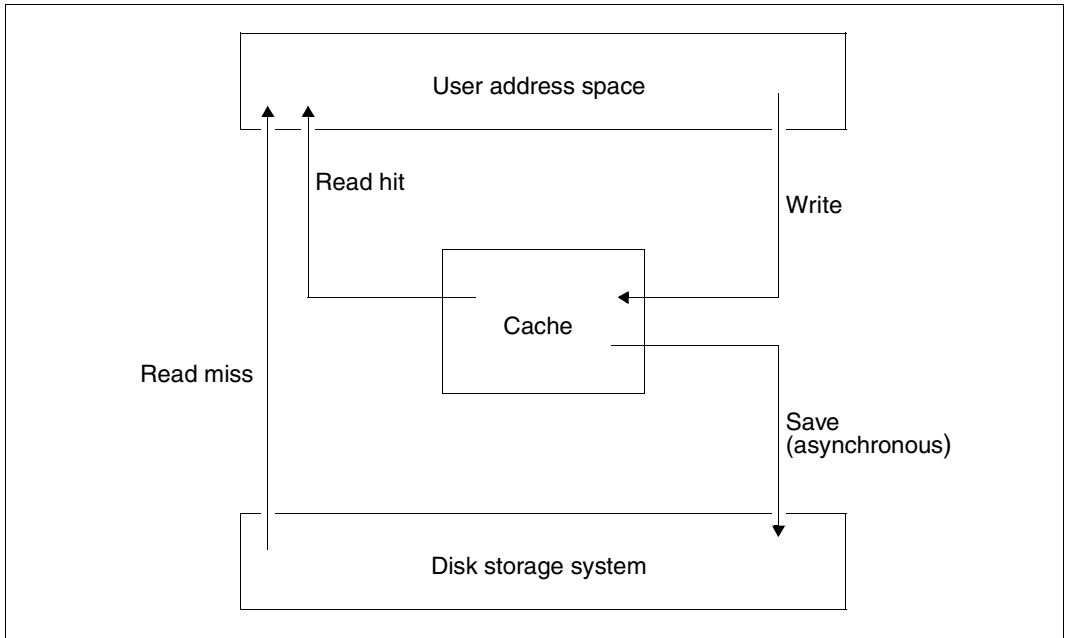 User address space
Read hit
Write
Cache
Read miss
Save
(asynchronous)
Disk storage system